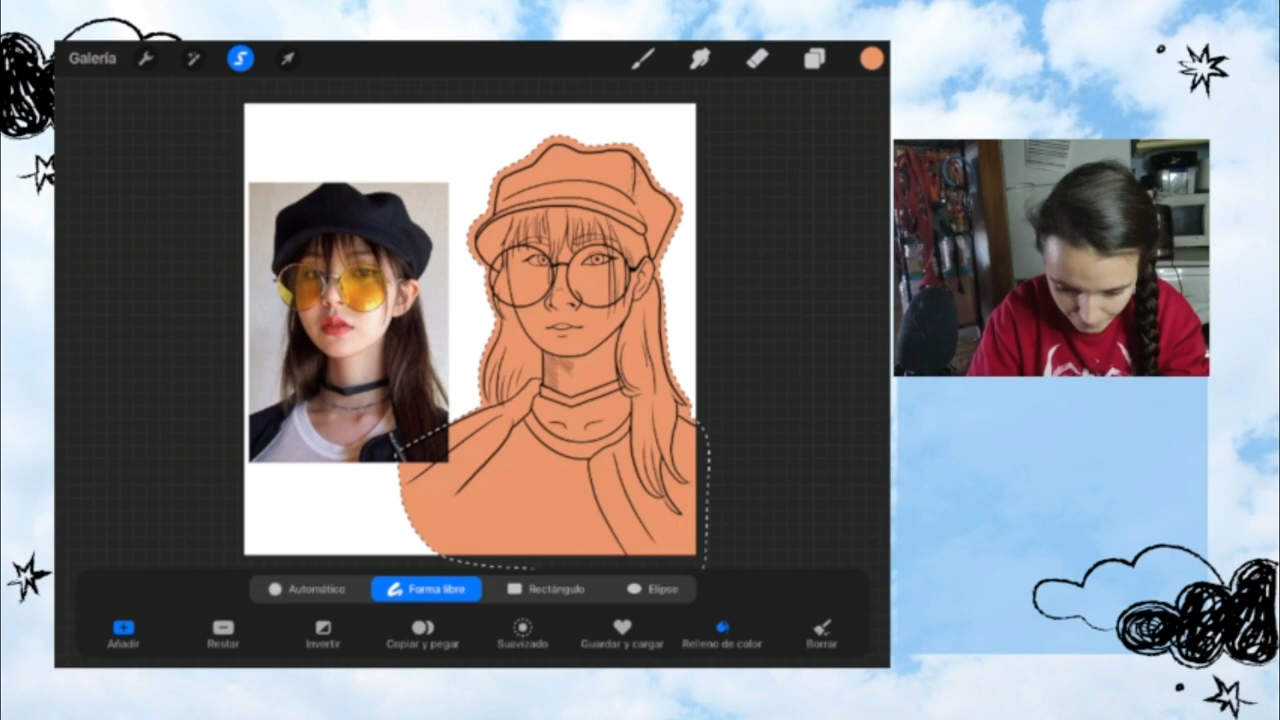 Galería
Automático Forma libre Rectángulo Elipse
Añadir Restar Invertir Copiar y pegar Suavizado Guardar y cargar Relleno de color Borrar